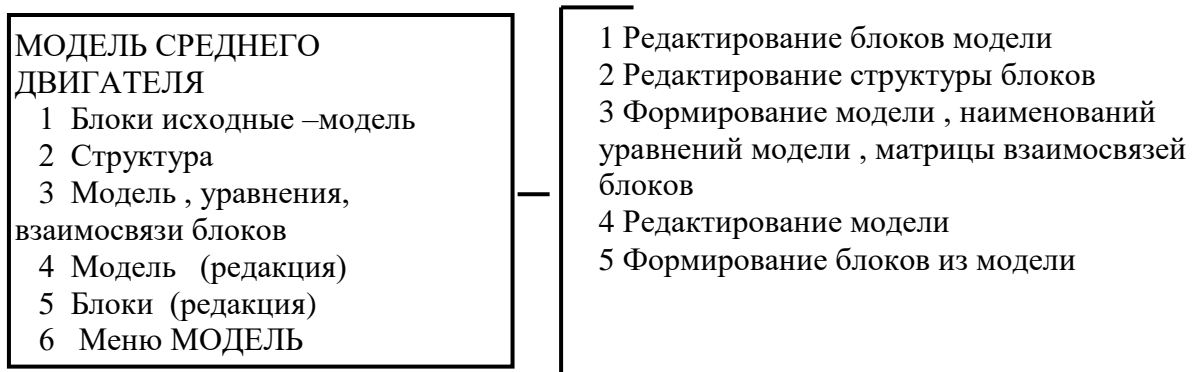 МОДЕЛЬ СРЕДНЕГО
ДВИГАТЕЛЯ
1 Блоки исходные –модель
2 Структура
3 Модель , уравнения,
взаимосвязи блоков
4 Модель (редакция)
5 Блоки (редакция)
6 Меню МОДЕЛЬ
1 Редактирование блоков модели
2 Редактирование структуры блоков
3 Формирование модели , наименований
уравнений модели , матрицы взаимосвязей
блоков
4 Редактирование модели
5 Формирование блоков из модели